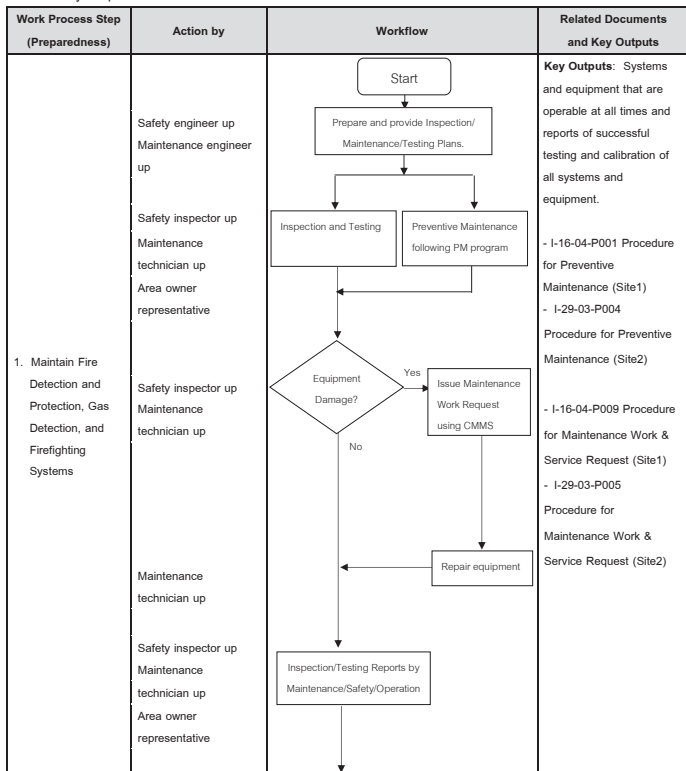 Work Process Step
(Preparedness)
Action by
Workflow
Related Documents
and Key Outputs
1. Maintain Fire
Detection and
Protection, Gas
Detection, and
Firefighting
Systems
Safety engineer up
Maintenance engineer
up
Safety inspector up
Maintenance
technician up
Area owner
representative
Safety inspector up
Maintenance
technician up
Maintenance
technician up
Safety inspector up
Maintenance
technician up
Area owner
representative
Start
Prepare and provide Inspection/
Maintenance/Testing Plans.
Inspection and Testing
Preventive Maintenance
following PM program
Equipment
Damage?
Yes
Issue Maintenance
Work Request
using CMMS
No
Repair equipment
Inspection/Testing Reports by
Maintenance/Safety/Operation
Key Outputs: Systems
and equipment that are
operable at all times and
reports of successful
testing and calibration of
all systems and
equipment.
- I-16-04-P001 Procedure
for Preventive
Maintenance (Site1)
- I-29-03-P004
Procedure for Preventive
Maintenance (Site2)
- I-16-04-P009 Procedure
for Maintenance Work &
Service Request (Site1)
- I-29-03-P005
Procedure for
Maintenance Work &
Service Request (Site2)